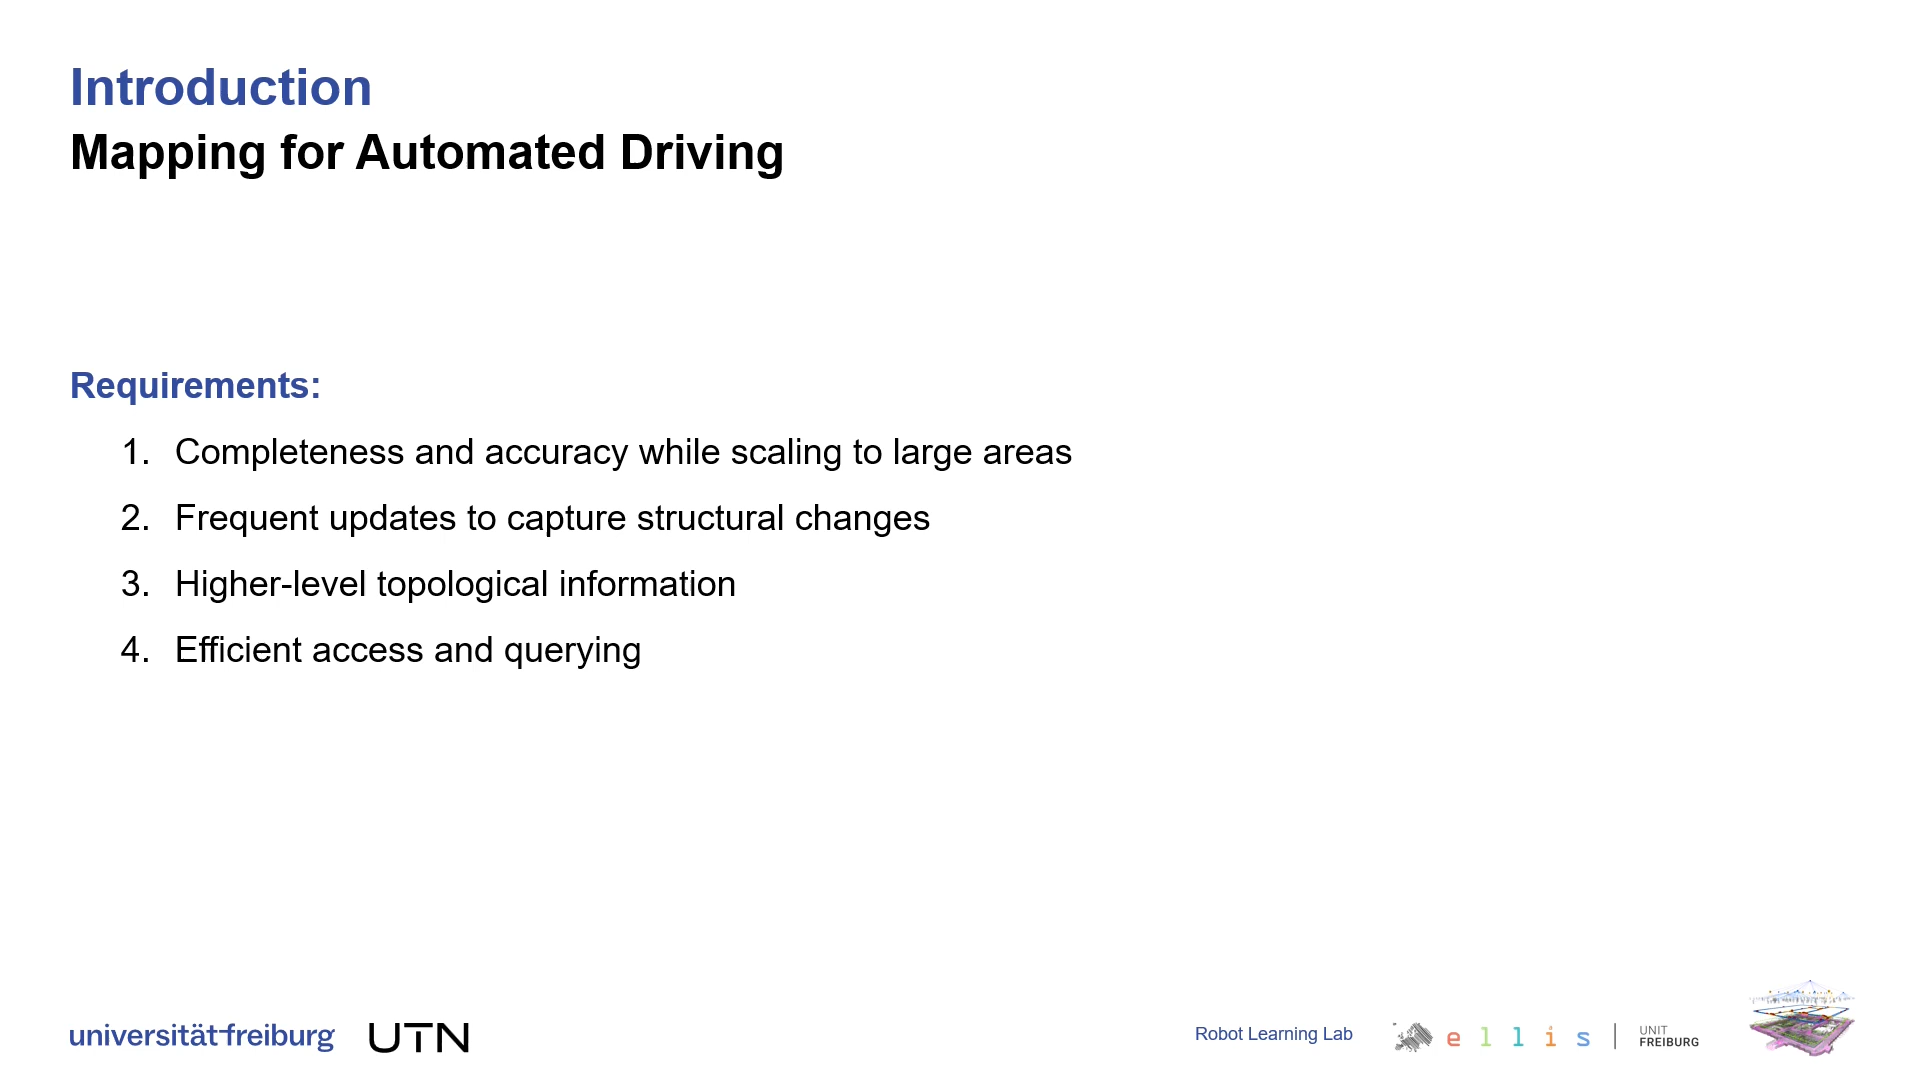 Introduction
Mapping for Automated Driving
Requirements:
1. Completeness and accuracy while scaling to large areas
2. Frequent updates to capture structural changes
3. Higher-level topological information
4. Efficient access and querying
universität freiburg
UTN
Robot Learning Lab
ellis
UNIT
FREIBURG